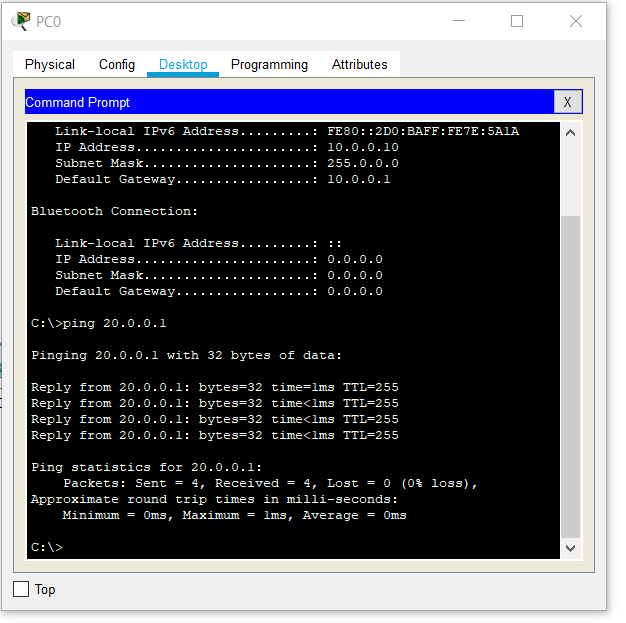 PC0
Physical Config Desktop Programming Attributes
Command Prompt X
Link-local IPv6 Address.........: FE80::2D0:BAFF:FE7E:5A1A
IP Address......................: 10.0.0.10
Subnet Mask.....................: 255.0.0.0
Default Gateway.................: 10.0.0.1
Bluetooth Connection:
Link-local IPv6 Address.........: ::
IP Address......................: 0.0.0.0
Subnet Mask.....................: 0.0.0.0
Default Gateway.................: 0.0.0.0
C:\>ping 20.0.0.1
Pinging 20.0.0.1 with 32 bytes of data:
Reply from 20.0.0.1: bytes=32 time=1ms TTL=255
Reply from 20.0.0.1: bytes=32 time<1ms TTL=255
Reply from 20.0.0.1: bytes=32 time<1ms TTL=255
Reply from 20.0.0.1: bytes=32 time<1ms TTL=255
Ping statistics for 20.0.0.1:
Packets: Sent = 4, Received = 4, Lost = 0 (0% loss),
Approximate round trip times in milli-seconds:
Minimum = 0ms, Maximum = 1ms, Average = 0ms
C:\>
Top